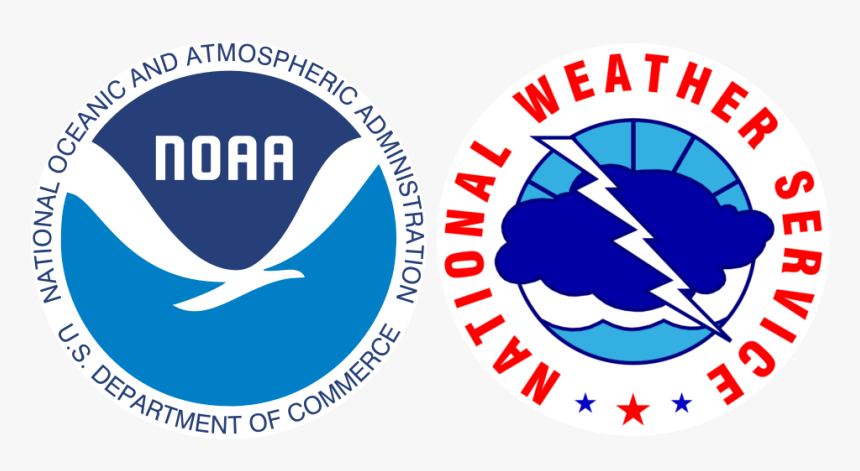 NATIONAL OCEANIC AND ATMOSPHERIC ADMINISTRATION
NOAA
U.S. DEPARTMENT OF COMMERCE
NATIONAL WEATHER SERVICE